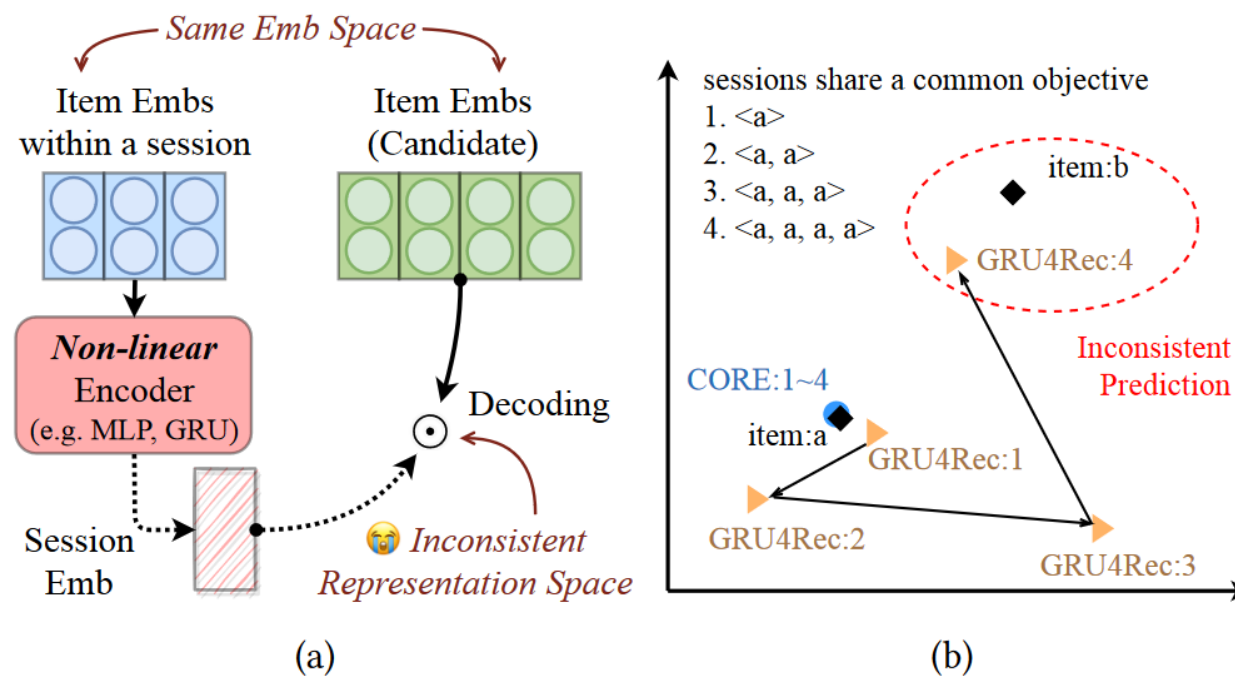 Same Emb Space
Item Embs
within a session
Item Embs
(Candidate)
Non-linear
Encoder
(e.g. MLP, GRU)
Decoding
Session
Emb
😭 Inconsistent
Representation Space
(a)
sessions share a common objective
1. <a>
2. <a, a>
3. <a, a, a>
4. <a, a, a, a>
item:b
GRU4Rec:4
Inconsistent
Prediction
CORE:1~4
item:a
GRU4Rec:1
GRU4Rec:2
GRU4Rec:3
(b)